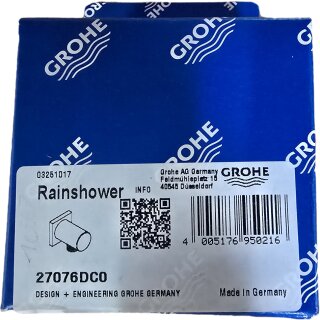 GROHE
GROHE
GROHE
03251017
Rainshower INFO
Grohe AG Germany
Feldmühleplatz 15
40545 Düsseldorf
GROHE
4 005176 950216
27076DC0
DESIGN + ENGINEERING GROHE GERMANY
Made in Germany